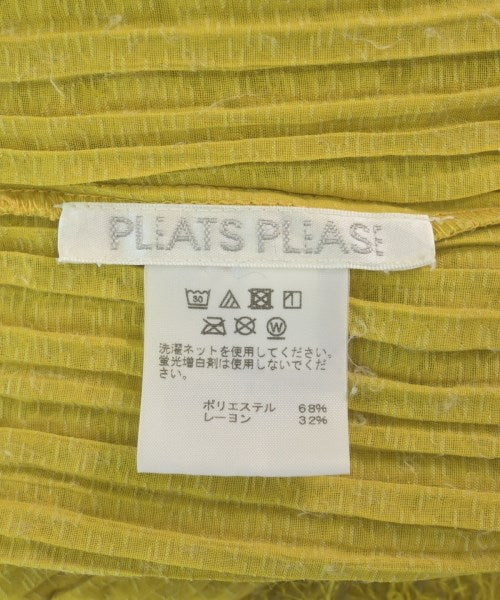 PLEATS PLEASE
30
W
洗濯ネットを使用してください。
蛍光増白剤は使用しないでください
ポリエステル 68%
レーヨン 32%